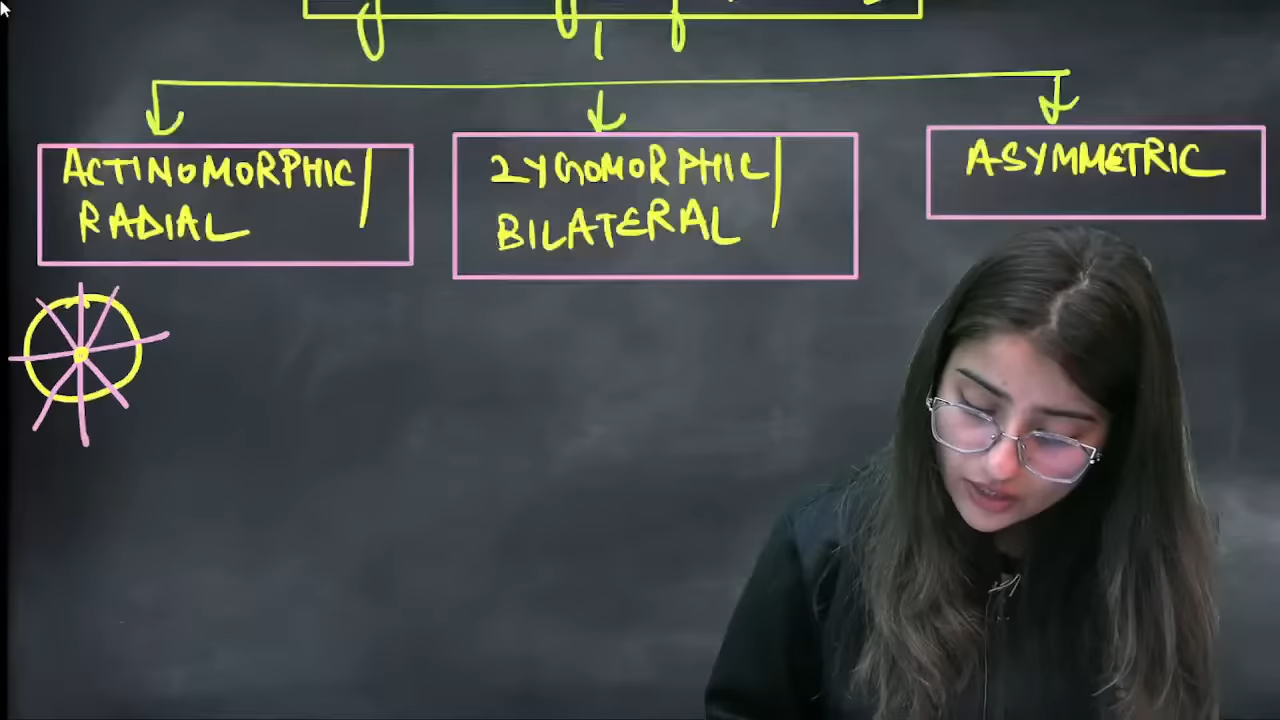 ACTINOMORPHIC/
RADIAL
ZYGOMORPHIC/
BILATERAL
ASYMMETRIC